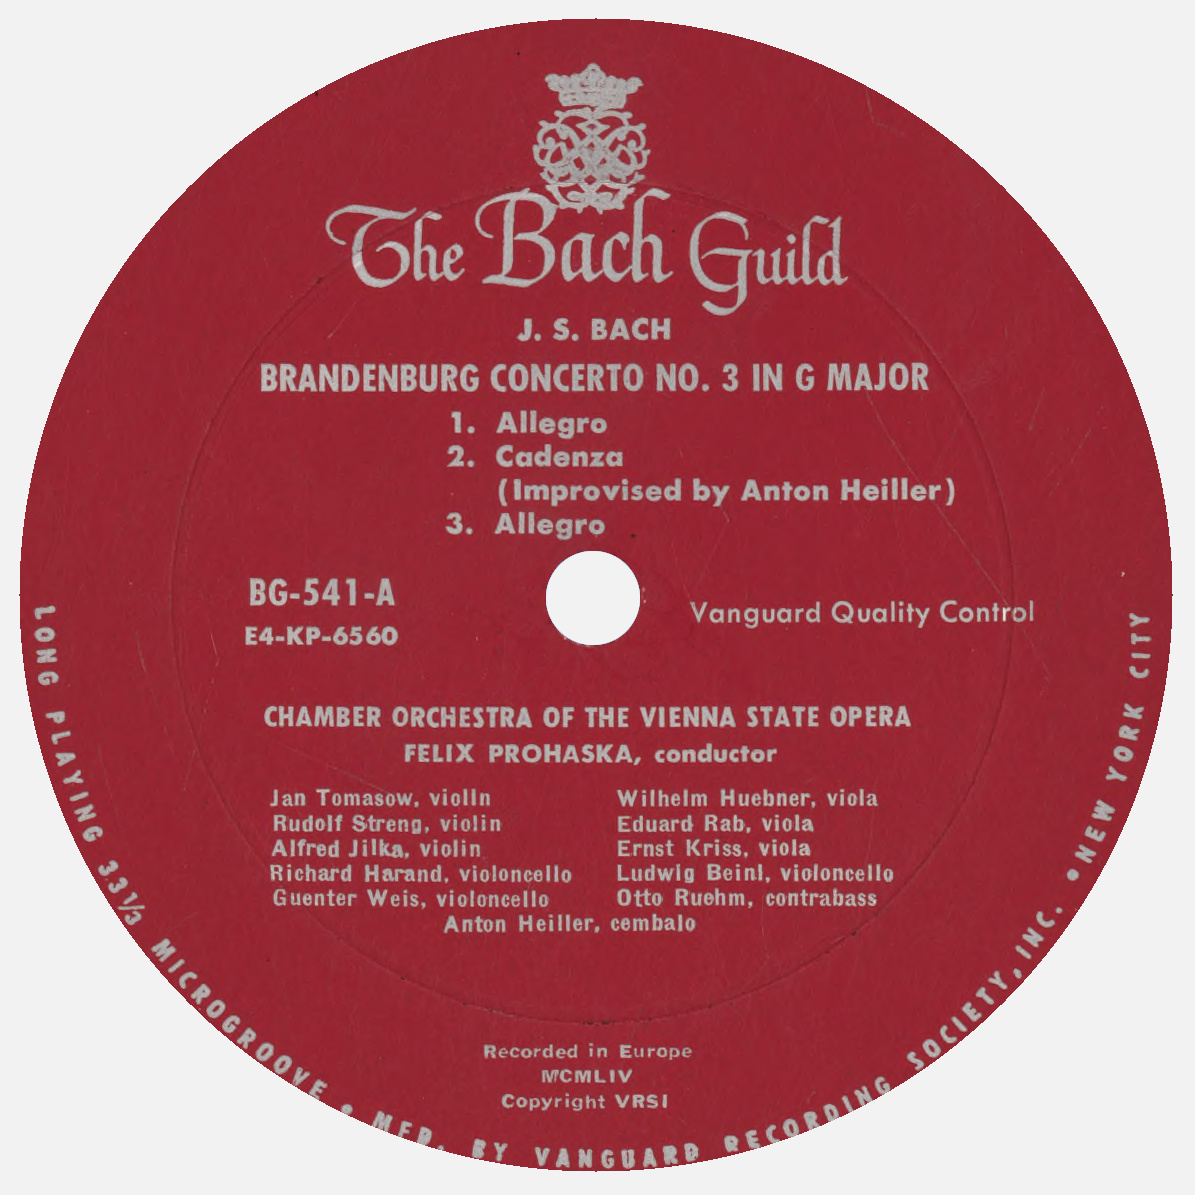 The Bach Guild
J. S. BACH
BRANDENBURG CONCERTO NO. 3 IN G MAJOR
1. Allegro
2. Cadenza
(Improvised by Anton Heiller)
3. Allegro
BG-541-A
E4-KP-6560
Vanguard Quality Control
CHAMBER ORCHESTRA OF THE VIENNA STATE OPERA
FELIX PROHASKA, conductor
Jan Tomasow, violin
Rudolf Streng, violin
Alfred Jilka, violin
Richard Harand, violoncello
Guenter Weis, violoncello
Wilhelm Huebner, viola
Eduard Rab, viola
Ernst Kriss, viola
Ludwig Beinl, violoncello
Otto Ruehm, contrabass
Anton Heiller, cembalo
Recorded in Europe
MCMLIV
Copyright VRSI
LONG PLAYING 33 1/3 MICROGROOVE • MFD. BY VANGUARD RECORDING SOCIETY, INC. • NEW YORK CITY